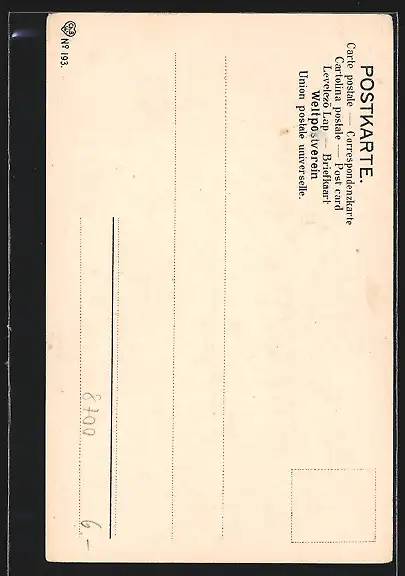 POSTKARTE.
Carte postale — Correspondenzkarte
Cartolina postale — Post card
Levelező Lap — Briefkaart
Weltpostverein
Union postale universelle.
Nº 193.
8700
6 –